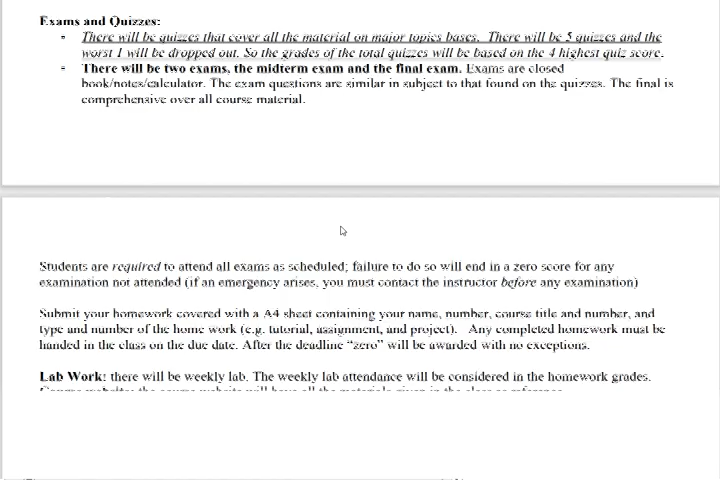 Exams and Quizzes:
- There will be quizzes that cover all the material on major topics bases. There will be 5 quizzes and the
worst 1 will be dropped out. So the grades of the total quizzes will be based on the 4 highest quiz score.
- There will be two exams, the midterm exam and the final exam. Exams are closed
book/notes/calculator. The exam questions are similar in subject to that found on the quizzes. The final is
comprehensive over all course material.
Students are required to attend all exams as scheduled; failure to do so will end in a zero score for any
examination not attended (if an emergency arises, you must contact the instructor before any examination)
Submit your homework covered with a A4 sheet containing your name, number, course title and number, and
type and number of the home work (e.g. tutorial, assignment, and project). Any completed homework must be
handed in the class on the due date. After the deadline “zero” will be awarded with no exceptions.
Lab Work: there will be weekly lab. The weekly lab attendance will be considered in the homework grades.